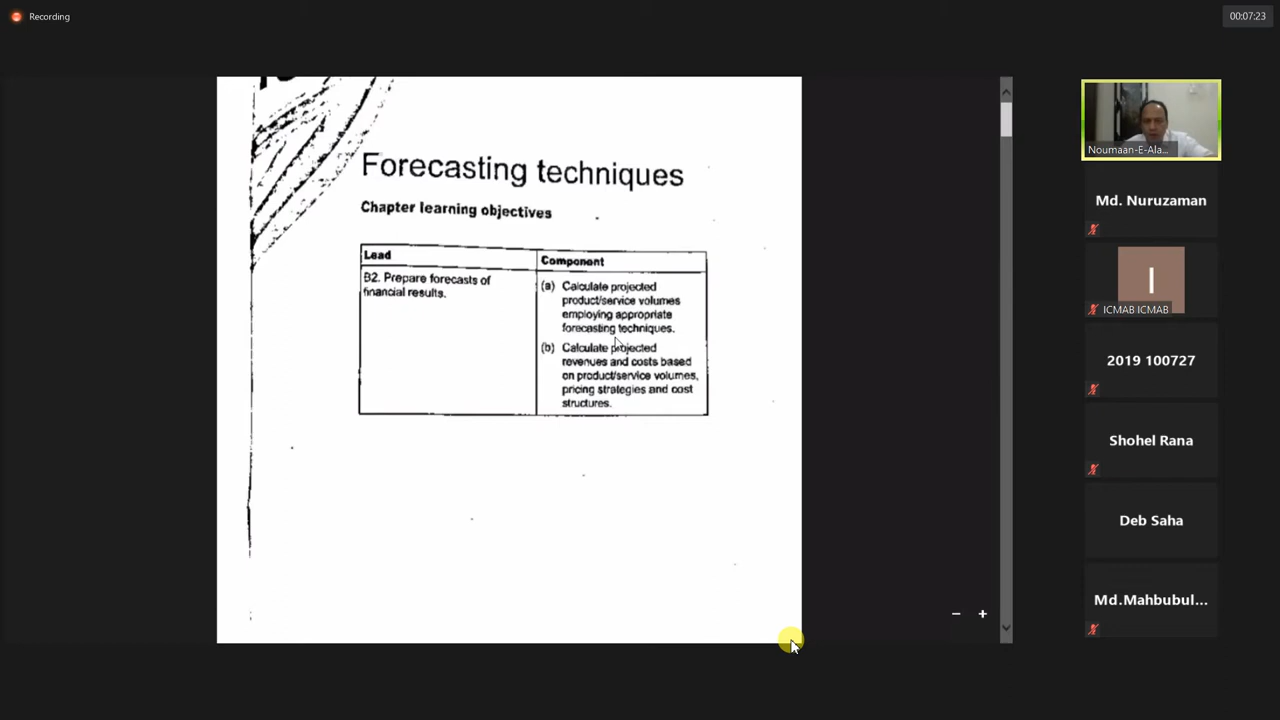 Recording
00:07:23
Forecasting techniques
Chapter learning objectives
Lead
Component
B2. Prepare forecasts of
financial results.
(a) Calculate projected
product/service volumes
employing appropriate
forecasting techniques.
(b) Calculate projected
revenues and costs based
on product/service volumes,
pricing strategies and cost
structures.
Noumaan-E-Ala...
Md. Nuruzaman
I
ICMAB ICMAB
2019 100727
Shohel Rana
Deb Saha
Md.Mahbubul...